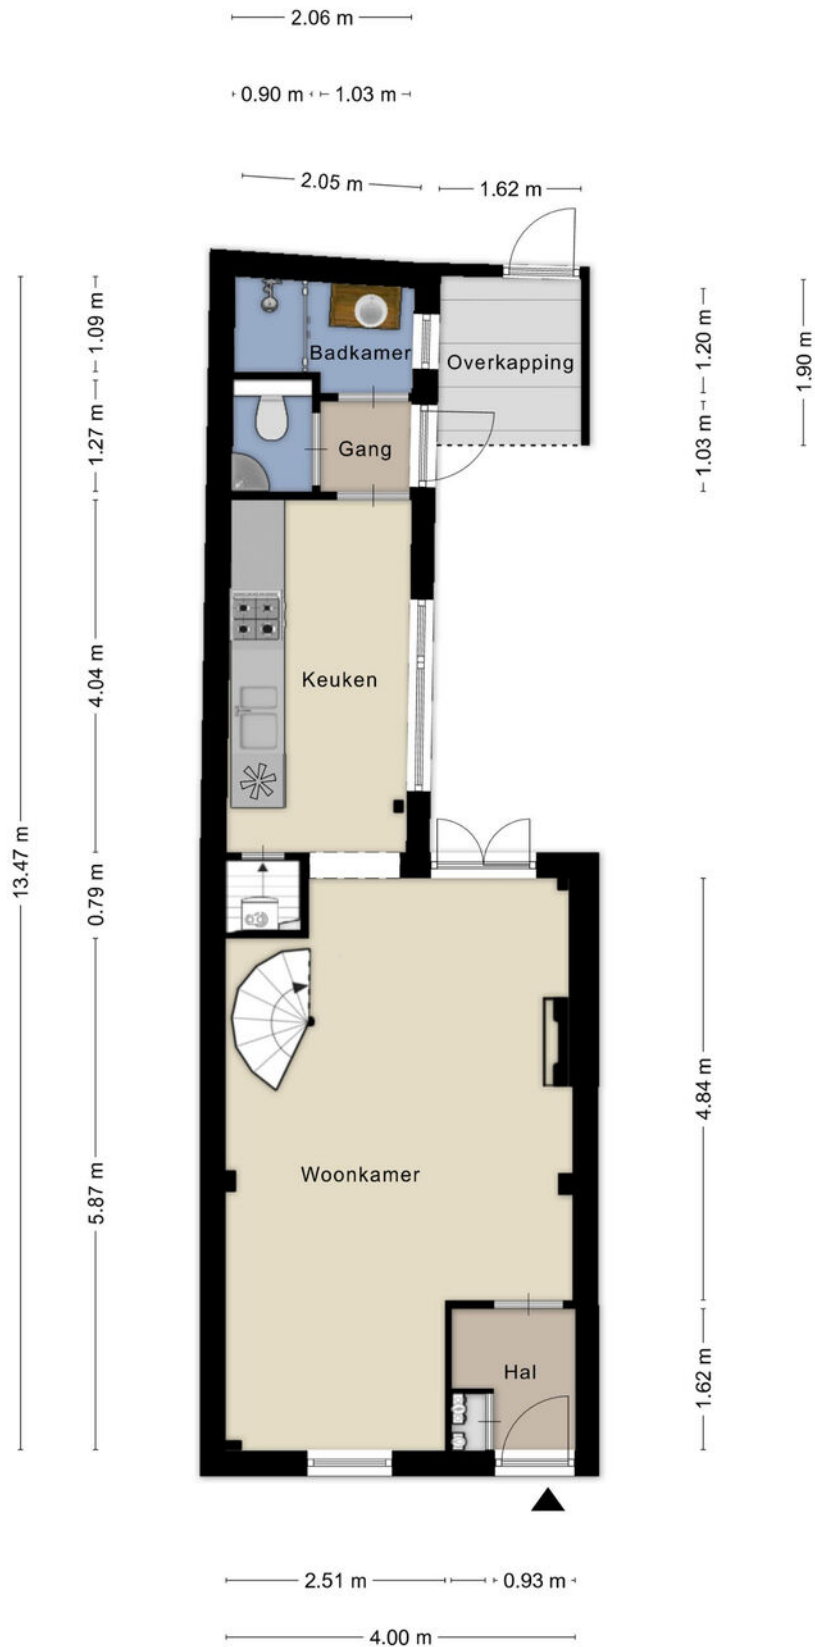 2.06 m
0.90 m
1.03 m
2.05 m
1.62 m
1.09 m
1.20 m
1.90 m
Badkamer
Overkapping
1.27 m
1.03 m
Gang
4.04 m
Keuken
13.47 m
0.79 m
4.84 m
5.87 m
Woonkamer
1.62 m
Hal
2.51 m
0.93 m
4.00 m